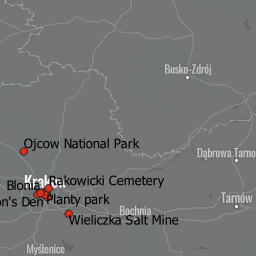 Busko-Zdrój
Ojcow National Park
Dąbrowa Tarno
Rakowicki Cemetery
Blonia
on's Den
Planty park
Tarnów
Bochnia
Wieliczka Salt Mine
Myślenice